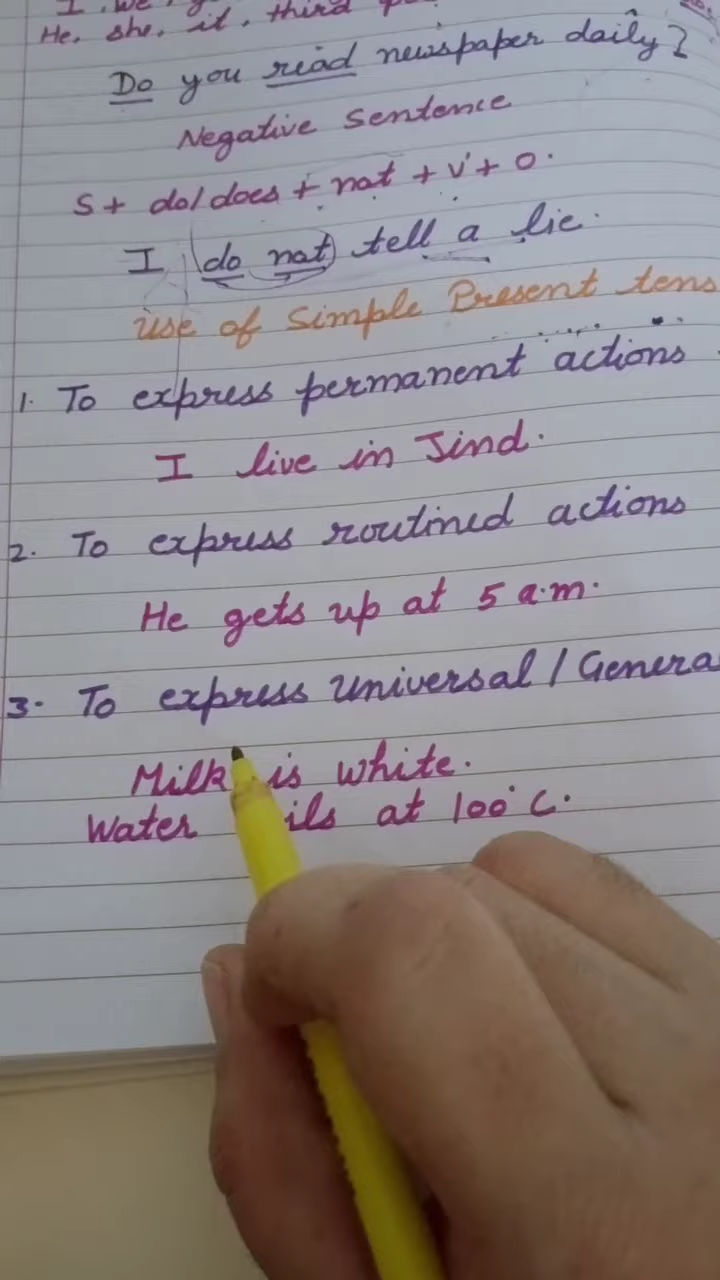 I, we,
He, she, it, third
Do you read newspaper daily?
Negative Sentence
S + do/does + not + V + O.
I do not tell a lie.
use of Simple Present tens
1. To express permanent actions.
I live in Jind.
2. To express routined actions
He gets up at 5 a.m.
3. To express Universal / Genera
Milk is white.
Water ils at 100°C.